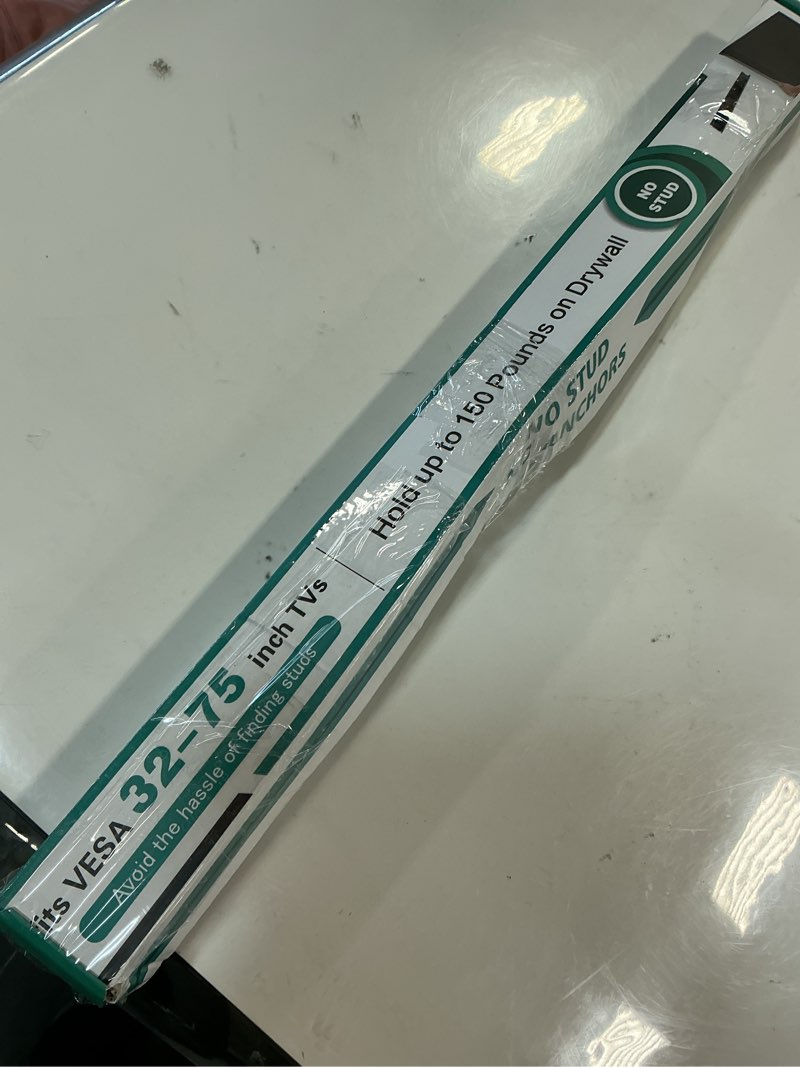 its VESA 32-75 inch TVs
Avoid the hassle of finding studs
Hold up to 150 Pounds on Drywall
NO
STUD
NO STUD
ANCHORS